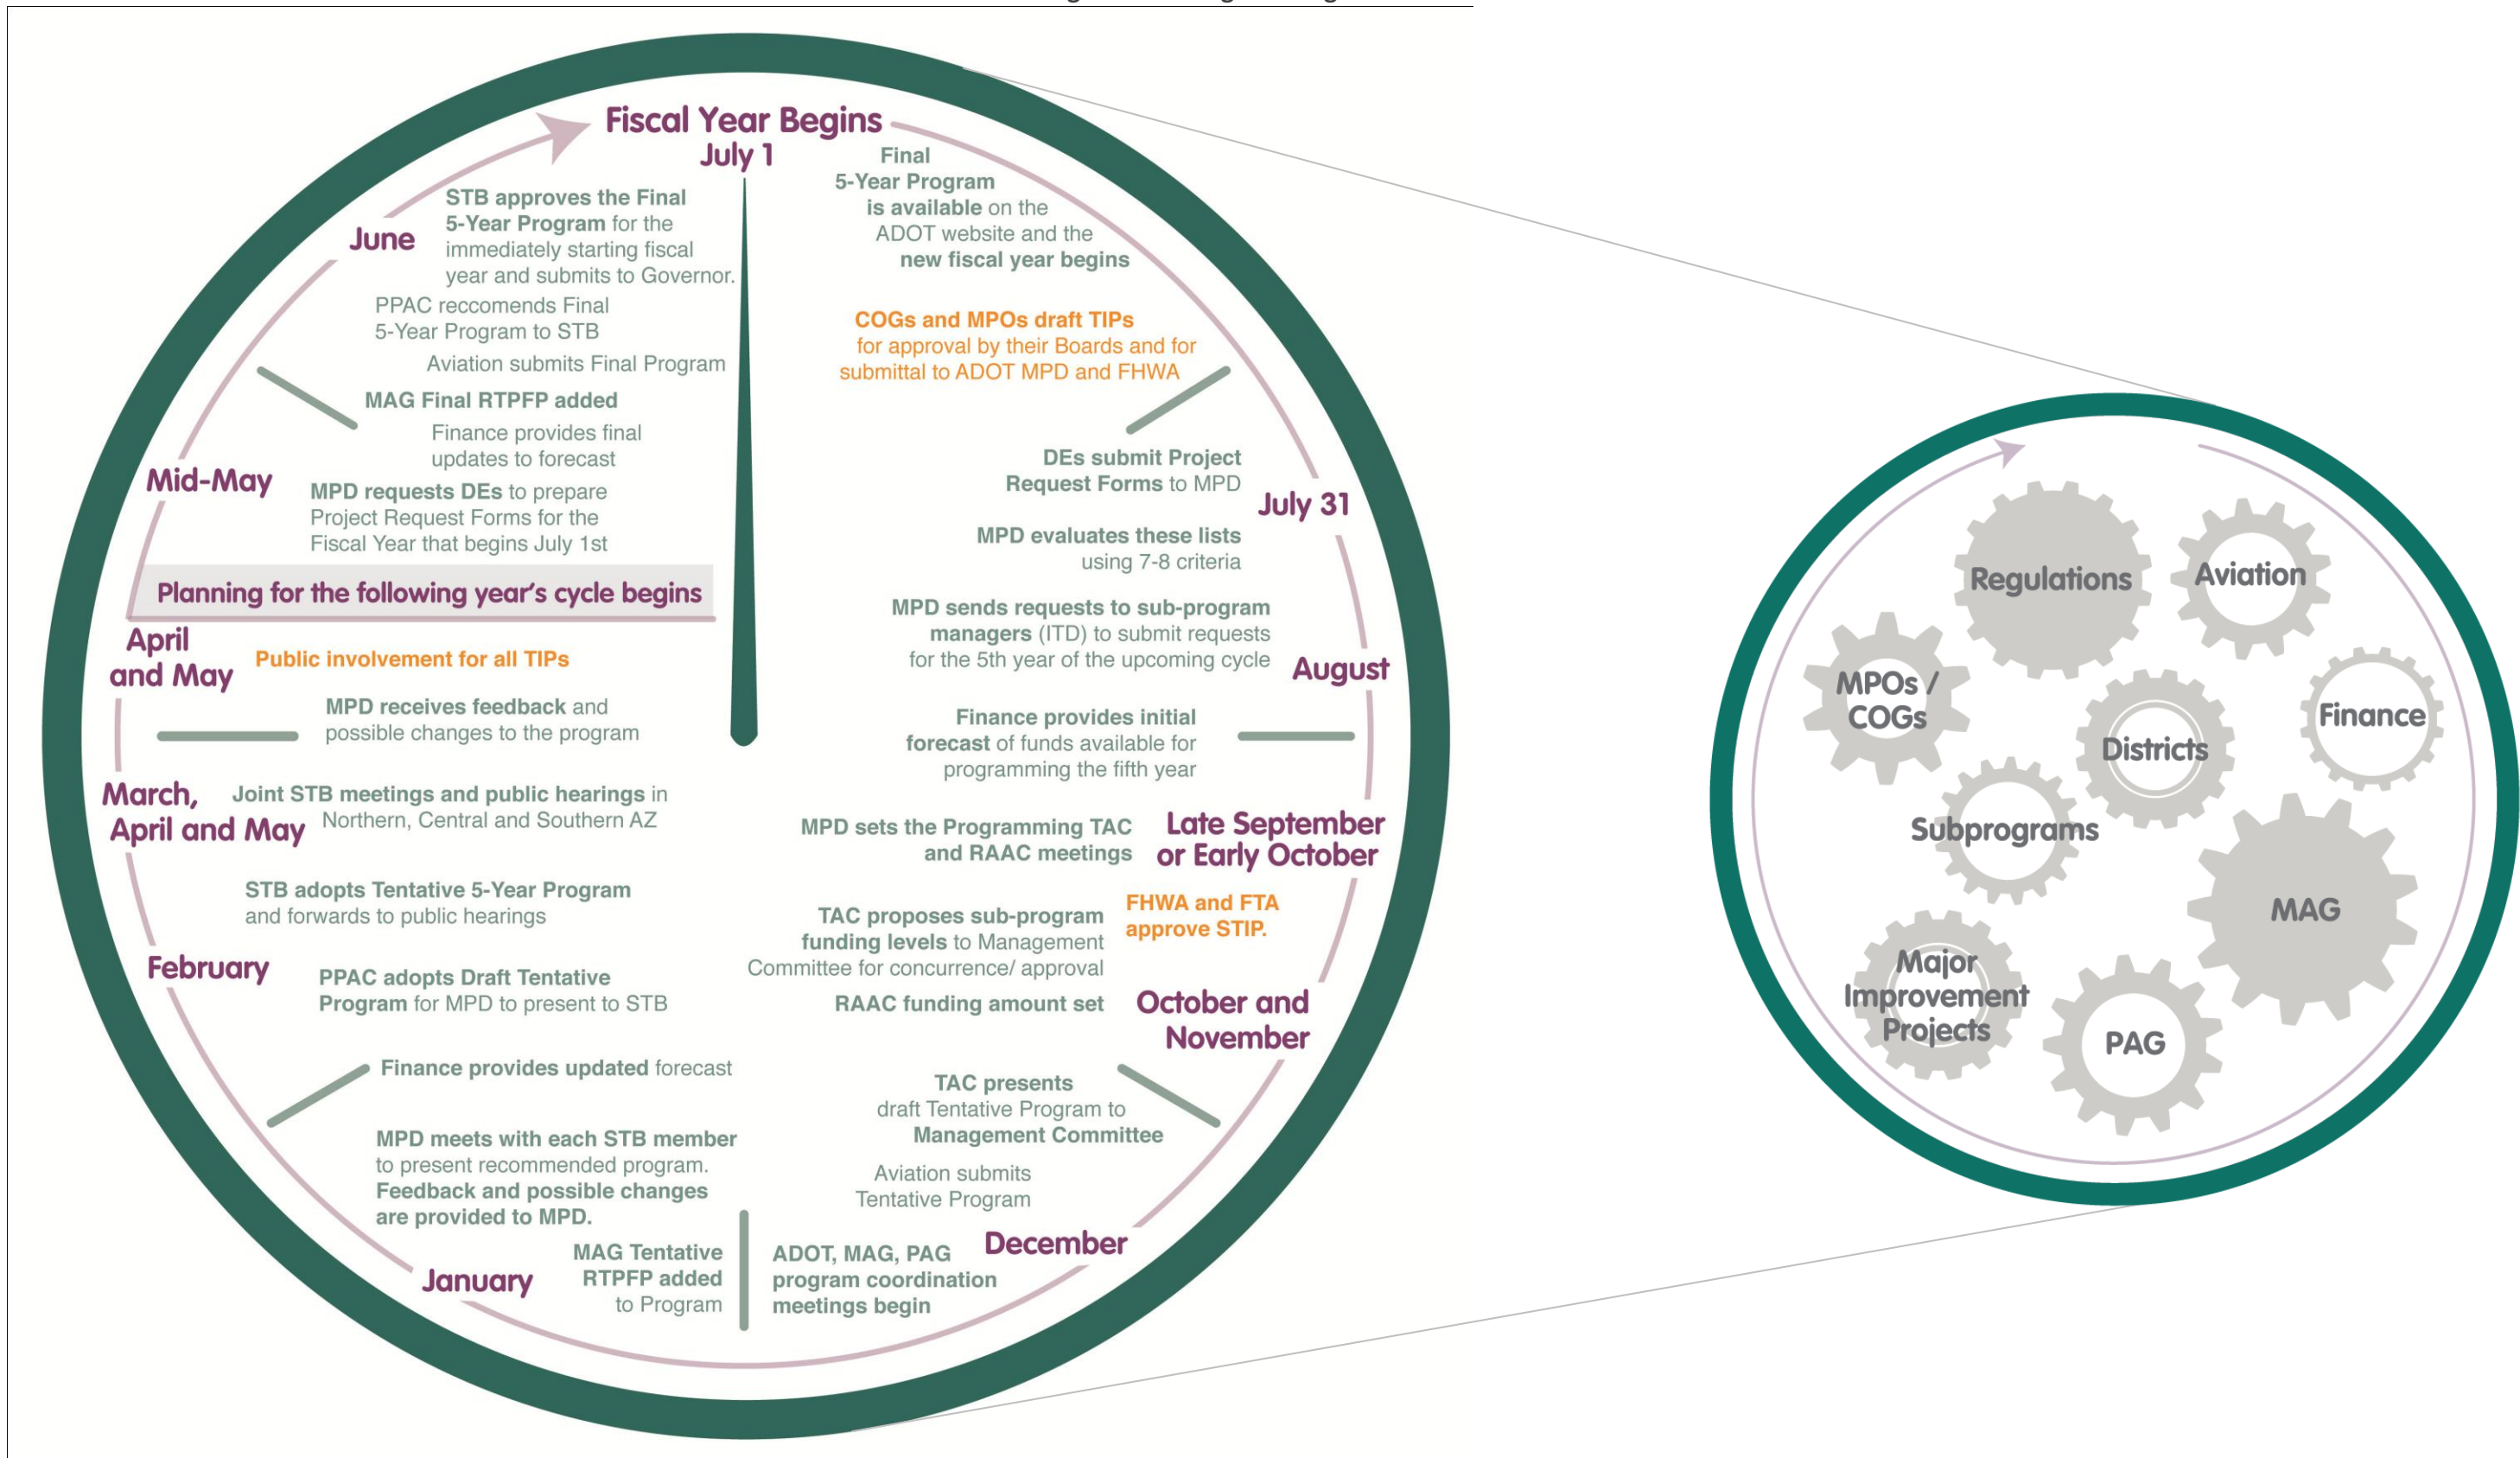 Fiscal Year Begins
July 1
Final
5-Year Program
is available on the
ADOT website and the
new fiscal year begins
COGs and MPOs draft TIPs
for approval by their Boards and for
submittal to ADOT MPD and FHWA
DEs submit Project
Request Forms to MPD
July 31
MPD evaluates these lists
using 7-8 criteria
MPD sends requests to sub-program
managers (ITD) to submit requests
for the 5th year of the upcoming cycle
August
Finance provides initial
forecast of funds available for
programming the fifth year
MPD sets the Programming TAC
and RAAC meetings
Late September
or Early October
FHWA and FTA
approve STIP.
TAC proposes sub-program
funding levels to Management
Committee for concurrence/ approval
RAAC funding amount set
October and
November
TAC presents
draft Tentative Program to
Management Committee
Aviation submits
Tentative Program
December
ADOT, MAG, PAG
program coordination
meetings begin
MAG Tentative
RTPFP added
to Program
January
MPD meets with each STB member
to present recommended program.
Feedback and possible changes
are provided to MPD.
Finance provides updated forecast
PPAC adopts Draft Tentative
Program for MPD to present to STB
February
STB adopts Tentative 5-Year Program
and forwards to public hearings
March,
April and May
Joint STB meetings and public hearings in
Northern, Central and Southern AZ
MPD receives feedback and
possible changes to the program
April
and May
Public involvement for all TIPs
Planning for the following year's cycle begins
MPD requests DEs to prepare
Project Request Forms for the
Fiscal Year that begins July 1st
Mid-May
Finance provides final
updates to forecast
MAG Final RTPFP added
Aviation submits Final Program
PPAC reccomends Final
5-Year Program to STB
June
STB approves the Final
5-Year Program for the
immediately starting fiscal
year and submits to Governor.
Regulations
Aviation
MPOs /
COGs
Finance
Districts
Subprograms
MAG
Major
Improvement
Projects
PAG